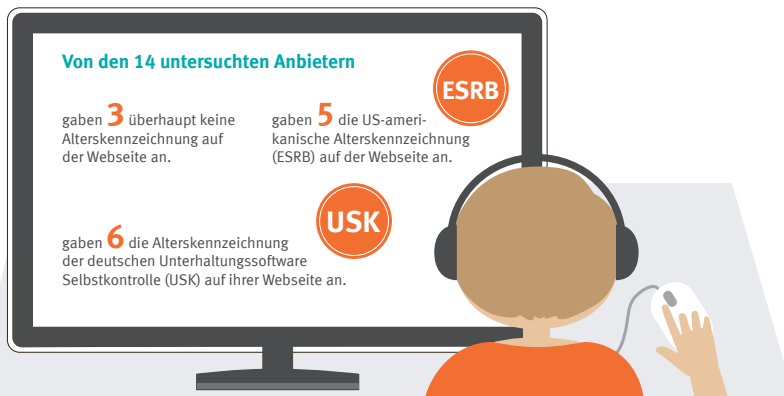 Von den 14 untersuchten Anbietern
ESRB
gaben 3 überhaupt keine
Alterskennzeichnung auf
der Webseite an.
gaben 5 die US-ameri-
kanische Alterskennzeichnung
(ESRB) auf der Webseite an.
USK
gaben 6 die Alterskennzeichnung
der deutschen Unterhaltungssoftware
Selbstkontrolle (USK) auf ihrer Webseite an.